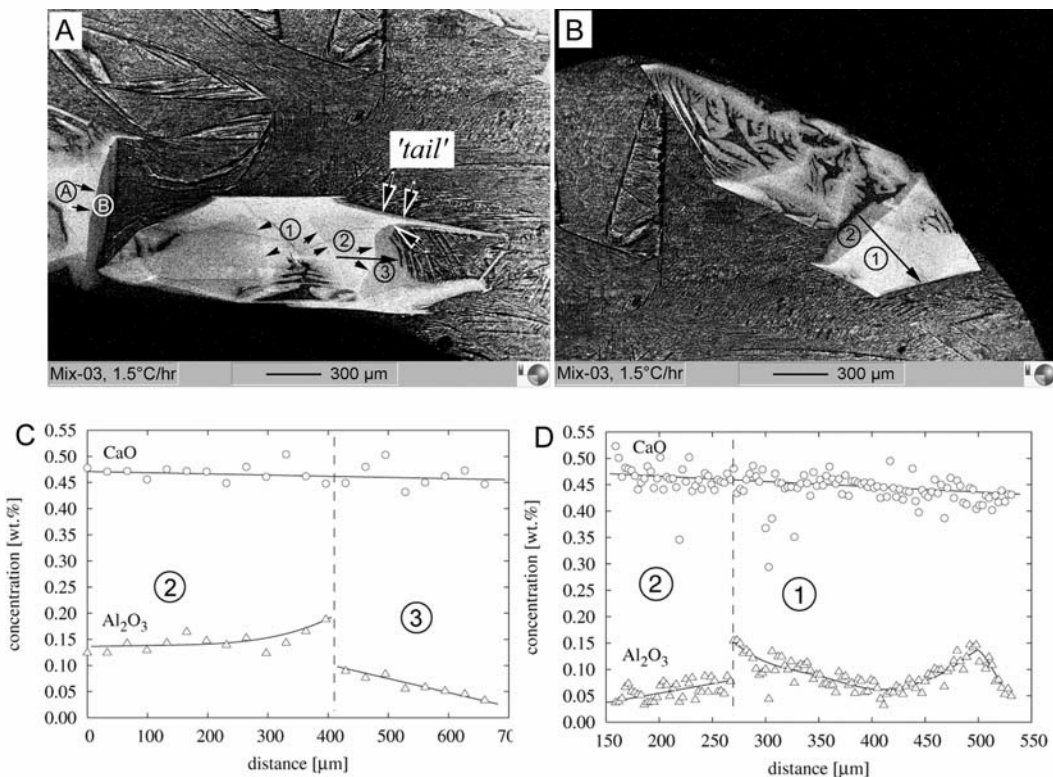 A
'tail'
A
B
1
2
3
Mix-03, 1.5°C/hr
300 µm
B
2
1
Mix-03, 1.5°C/hr
300 µm
C
0.55
0.50
0.45
0.40
0.35
0.30
0.50
0.20
0.15
0.10
0.05
0.00
CaO
2
3
Al₂O₃
concentration [wt.%]
0
100
200
300
400
500
600
70
distance [µm]
D
0.55
0.50
0.45
0.40
0.35
0.30
0.50
0.20
0.15
0.10
0.05
0.00
CaO
2
1
Al₂O₃
concentration [wt.%]
150
200
250
300
350
400
450
500
550
distance [µm]